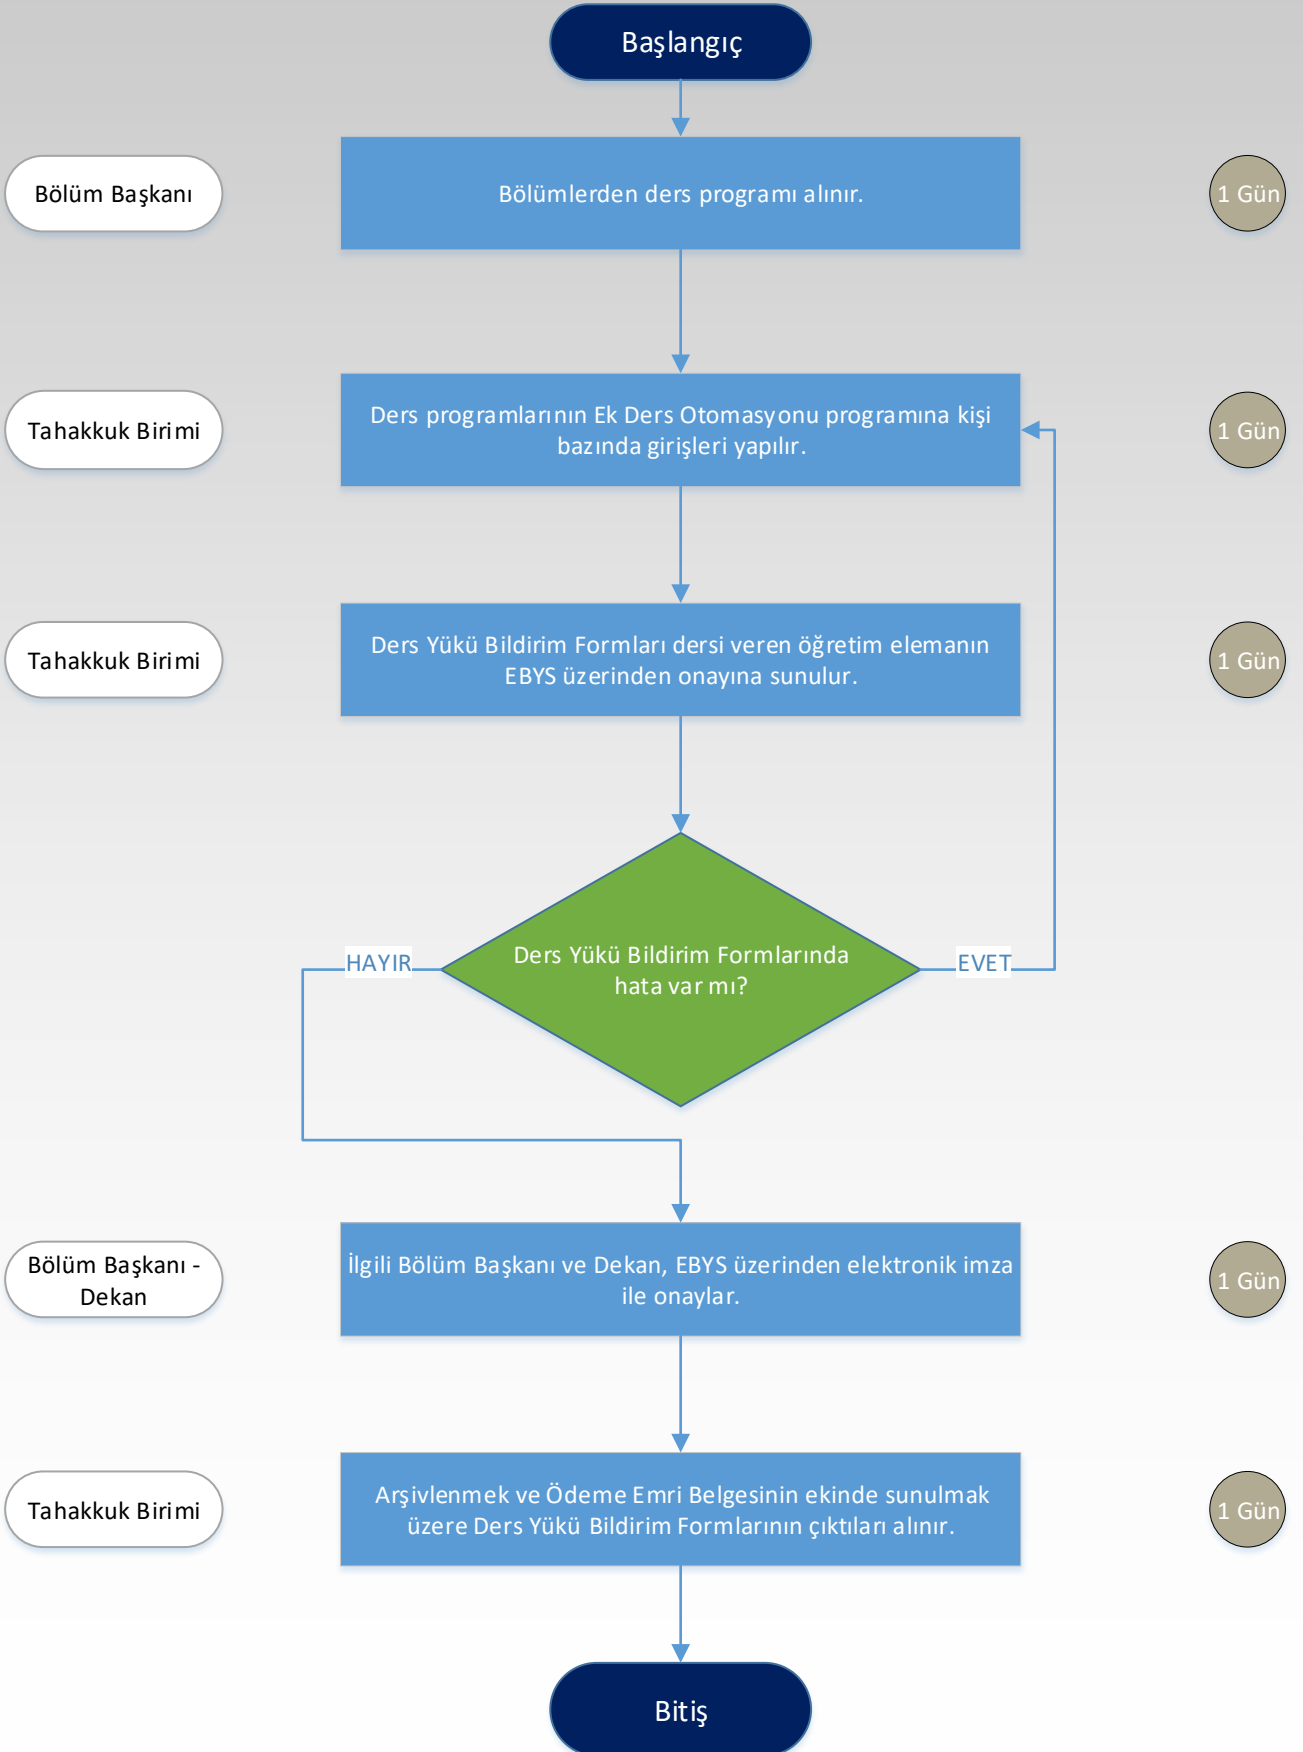 Başlangıç
Bölüm Başkanı
Bölümlerden ders programı alınır.
1 Gün
Tahakkuk Birimi
Ders programlarının Ek Ders Otomasyonu programına kişi
bazında girişleri yapılır.
1 Gün
Tahakkuk Birimi
Ders Yükü Bildirim Formları dersi veren öğretim elemanın
EBYS üzerinden onayına sunulur.
1 Gün
HAYIR
Ders Yükü Bildirim Formlarında
hata var mı?
EVET
Bölüm Başkanı -
Dekan
İlgili Bölüm Başkanı ve Dekan, EBYS üzerinden elektronik imza
ile onaylar.
1 Gün
Tahakkuk Birimi
Arşivlenmek ve Ödeme Emri Belgesinin ekinde sunulmak
üzere Ders Yükü Bildirim Formlarının çıktıları alınır.
1 Gün
Bitiş